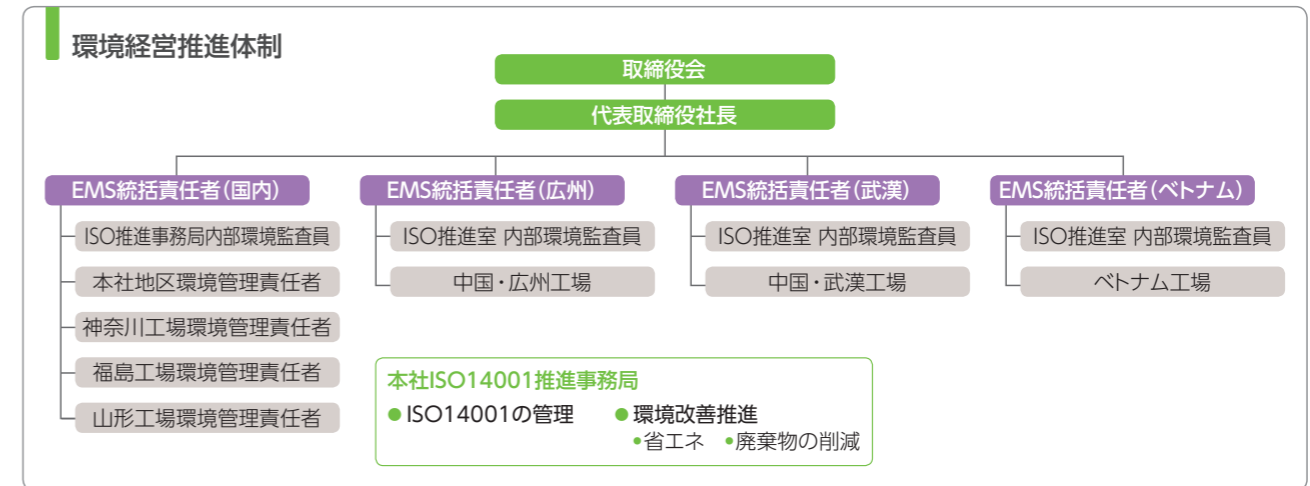 環境経営推進体制
取締役会
代表取締役社長
EMS統括責任者(国内)
ISO推進事務局内部環境監査員
本社地区環境管理責任者
神奈川工場環境管理責任者
福島工場環境管理責任者
山形工場環境管理責任者
EMS統括責任者(広州)
ISO推進室 内部環境監査員
中国・広州工場
EMS統括責任者(武漢)
ISO推進室 内部環境監査員
中国・武漢工場
EMS統括責任者(ベトナム)
ISO推進室 内部環境監査員
ベトナム工場
本社ISO14001推進事務局
●ISO14001の管理 ●環境改善推進
•省エネ •廃棄物の削減